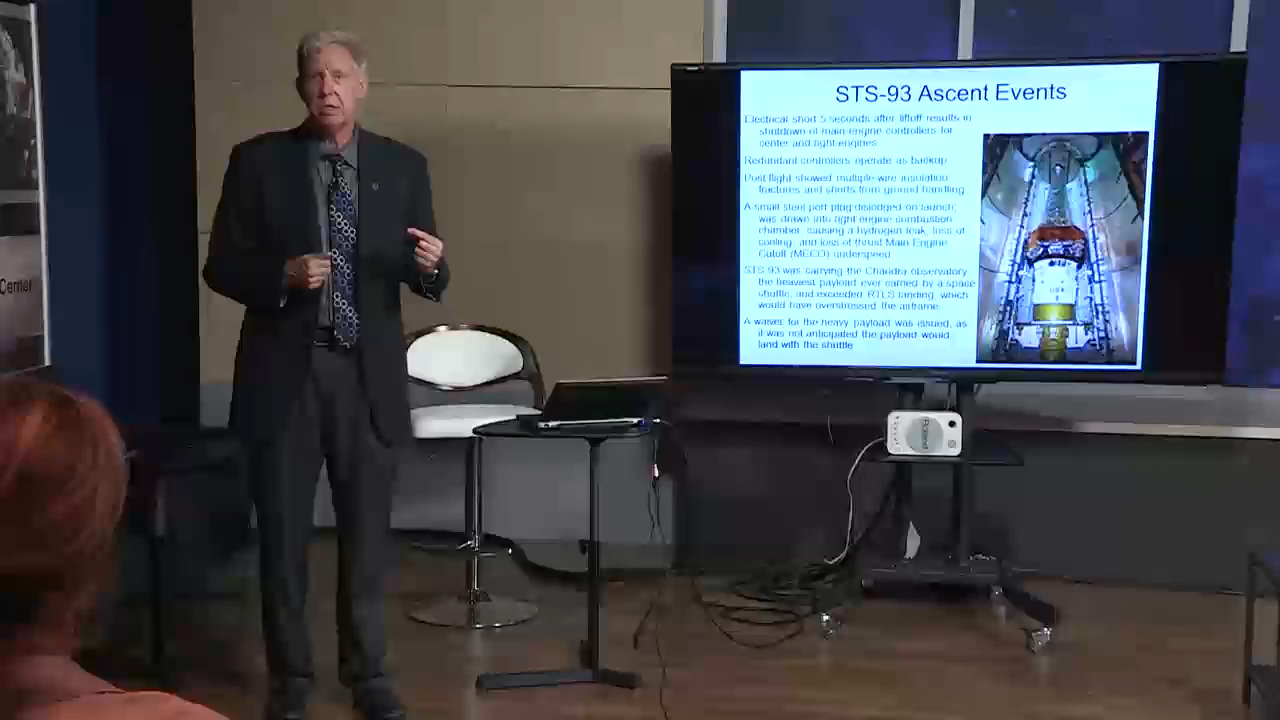 STS-93 Ascent Events
Electrical short 5 seconds after liftoff results in
shutdown of main engine controllers for
center and right engines
Redundant controllers operate as backup
Post flight showed multiple-wire insulation
fractures and shorts from ground handling
A small steel port plug dislodged on launch,
was drawn into right engine combustion
chamber, causing a hydrogen leak, loss of
cooling, and loss of thrust Main Engine
Cutoff (MECO) underspeed
STS-93 was carrying the Chandra observatory
the heaviest payload ever carried by a space
shuttle, and exceeded RTLS landing, which
would have overstressed the airframe.
A waiver for the heavy payload was issued, as
it was not anticipated the payload would
land with the shuttle
Center